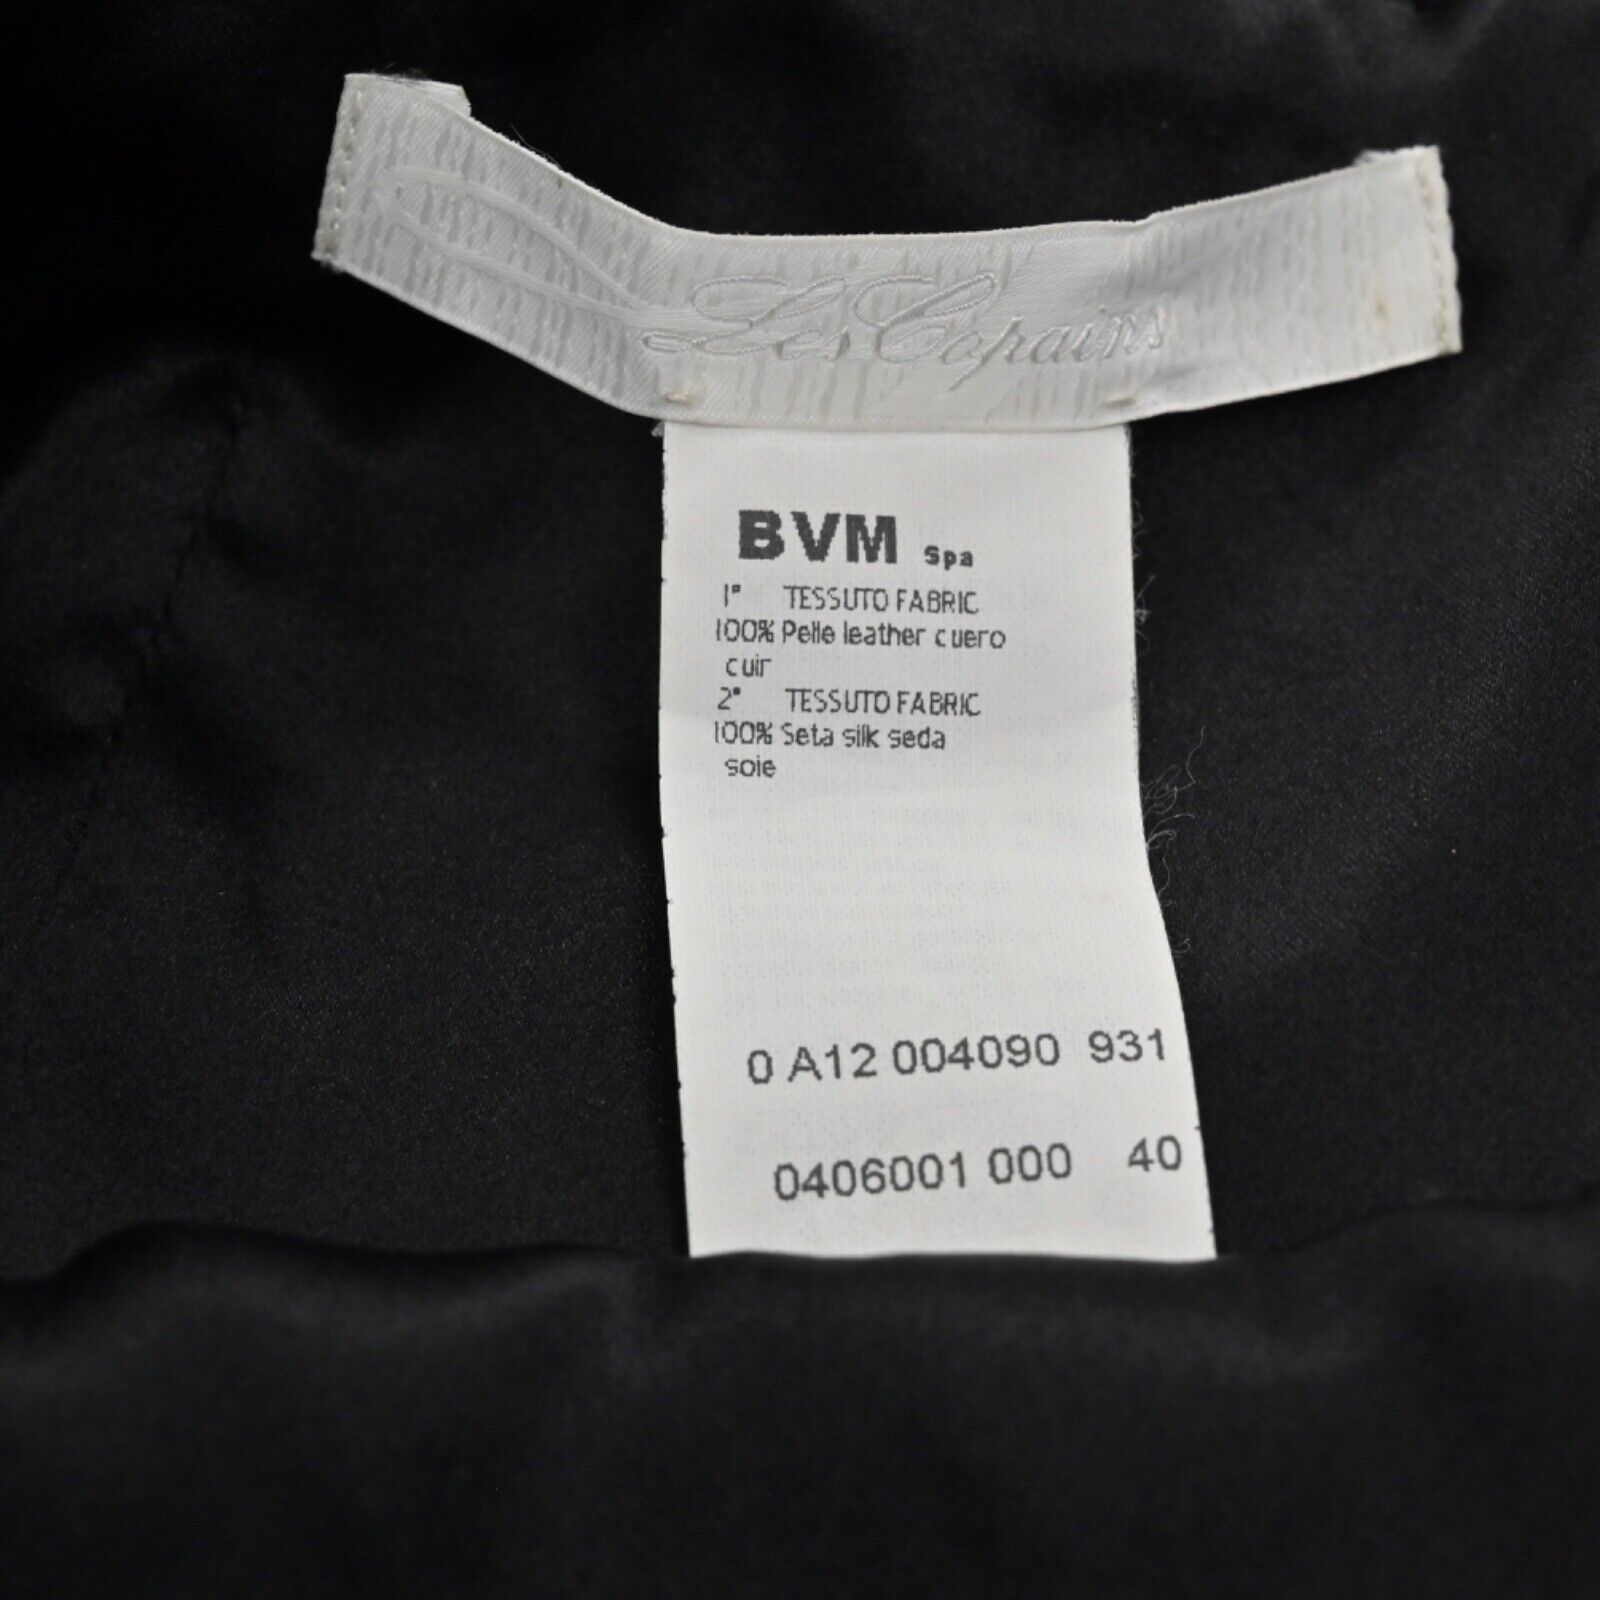 Les Copains
BVM Spa
1° TESSUTO FABRIC
100% Pelle leather cuero
cuir
2° TESSUTO FABRIC
100% Seta silk seda
soie
0 A12 004090 931
0406001 000 40